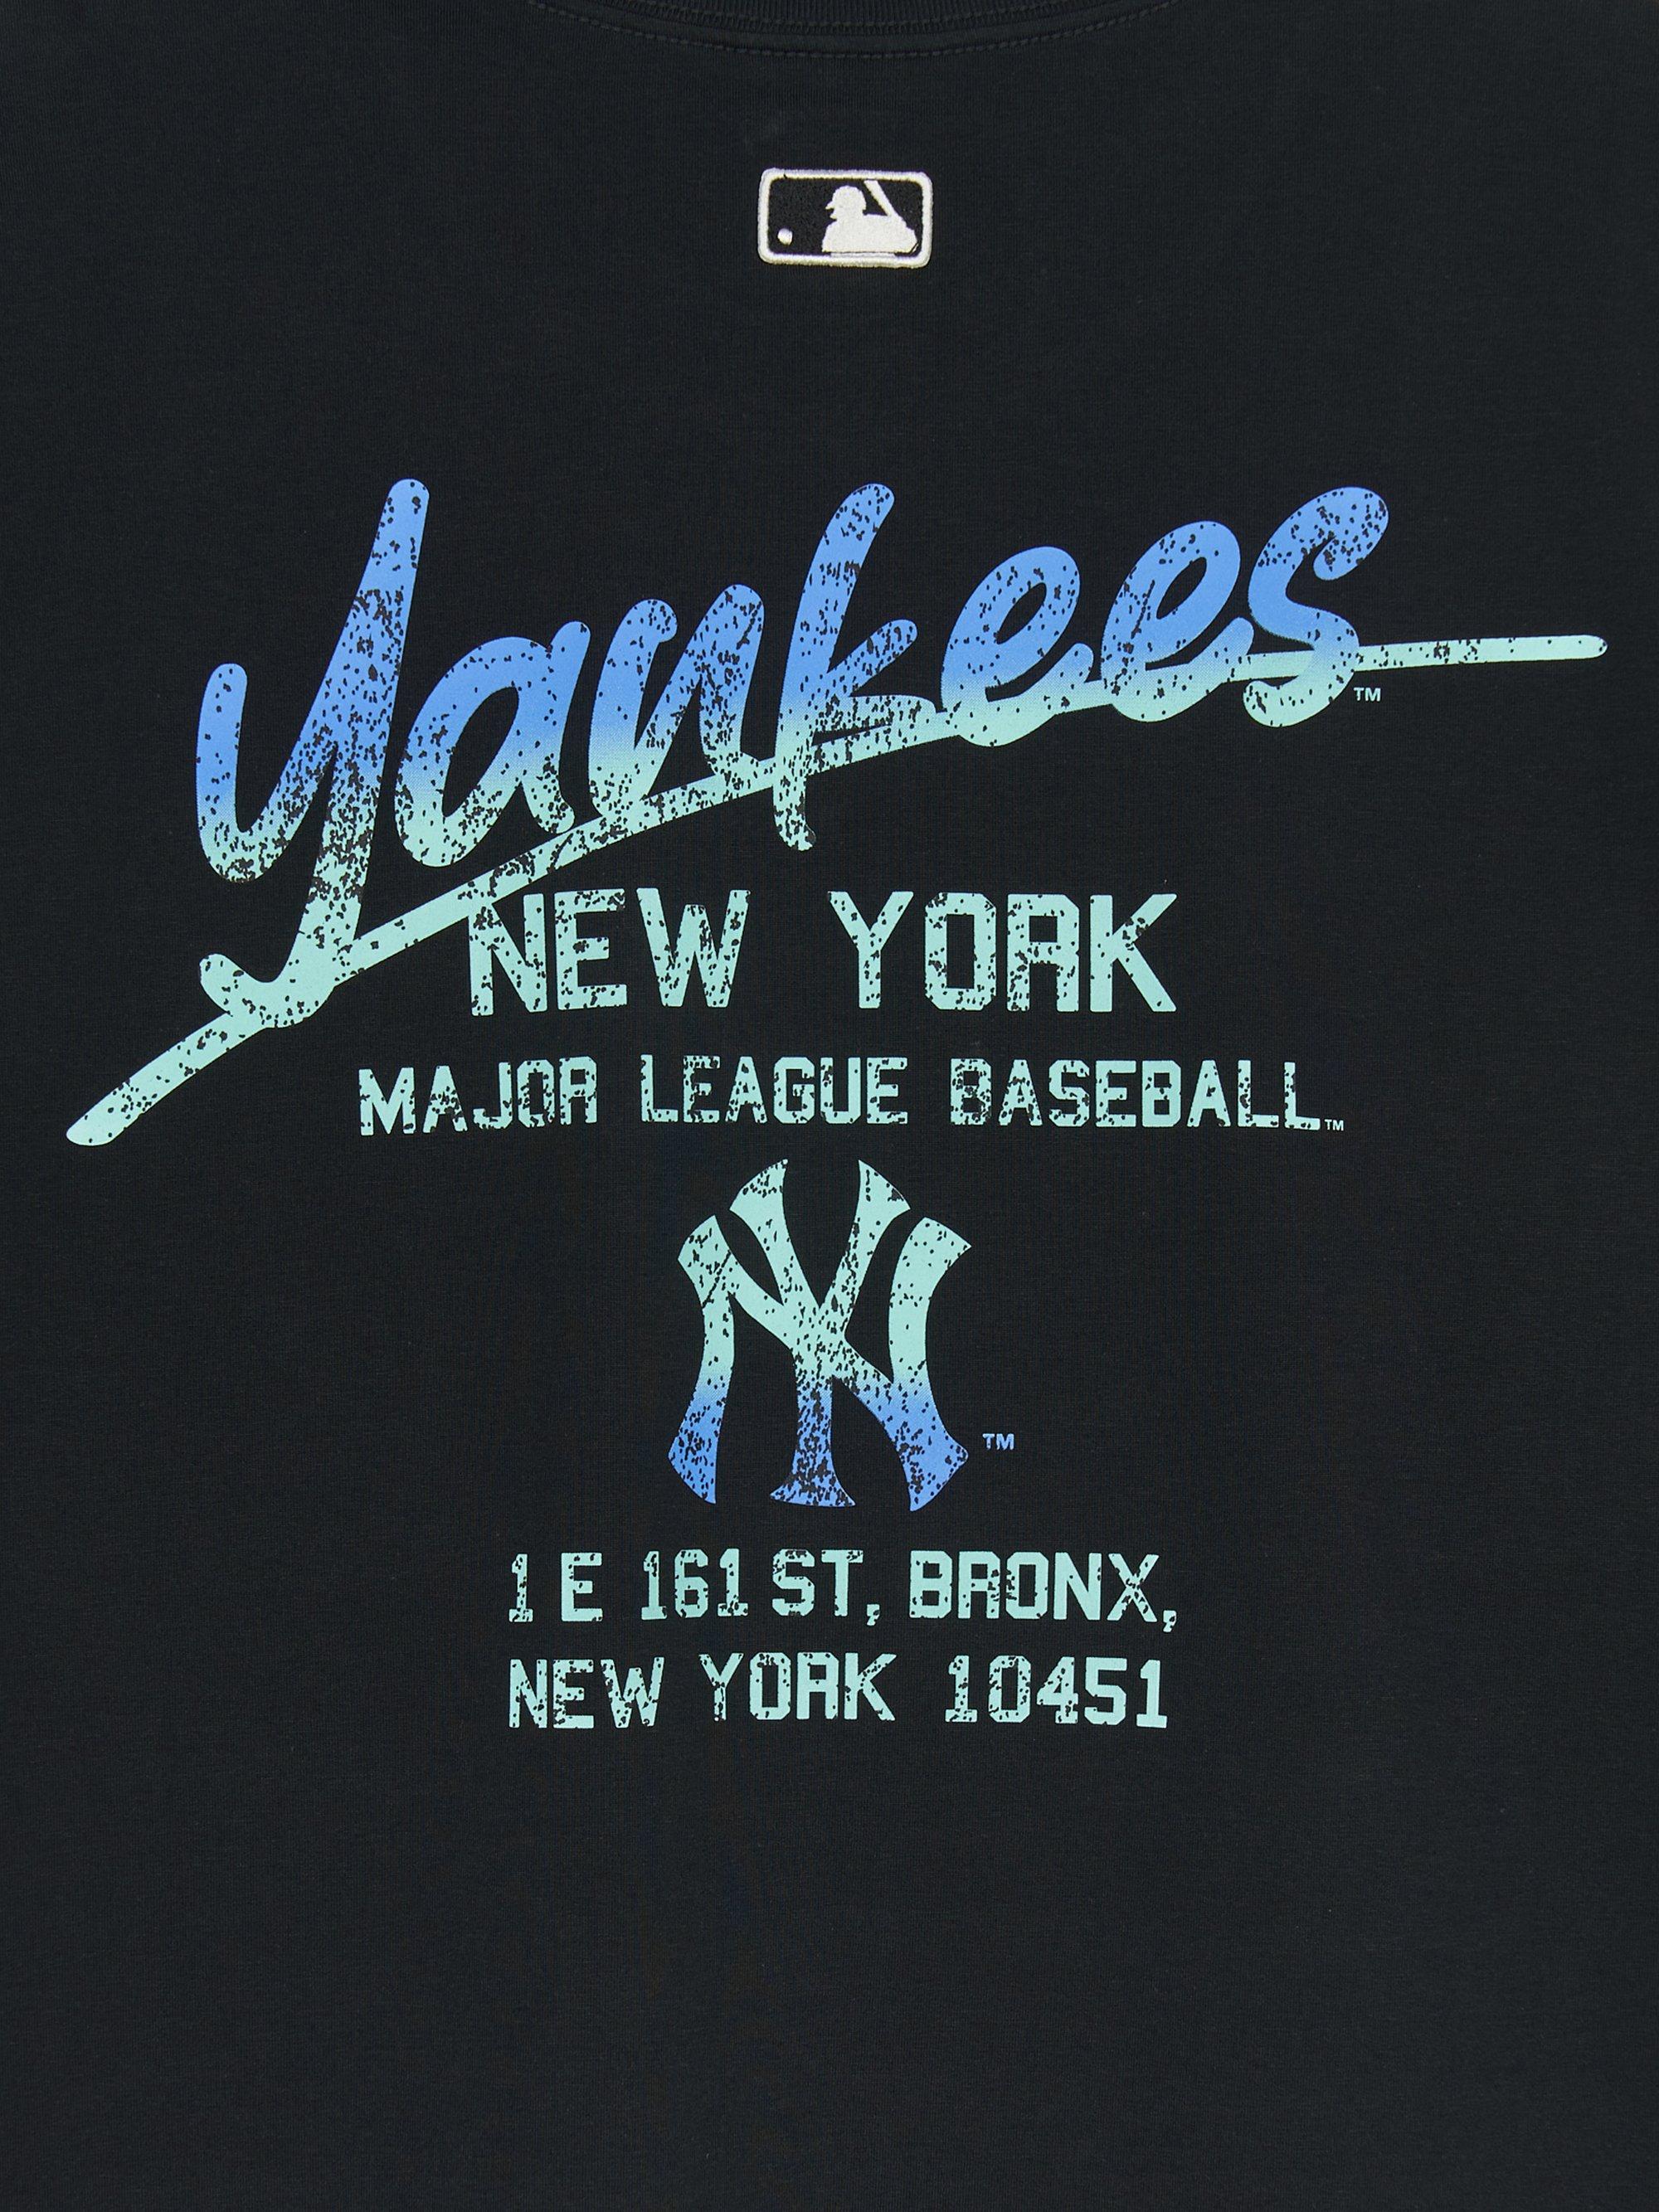 Yankees™
NEW YORK
MAJOR LEAGUE BASEBALL™
NY™
1 E 161 ST, BRONX,
NEW YORK 10451